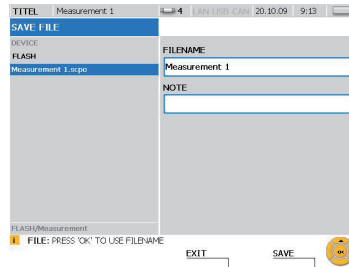 TITEL Measurement 1 4 LAN USB CAN 20.10.09 9:13
SAVE FILE
DEVICE
FLASH
Measurement 1.scpo
FILENAME
Measurement 1
NOTE
FLASH/Measurement
i FILE: PRESS 'OK' TO USE FILENAME
EXIT SAVE
OK